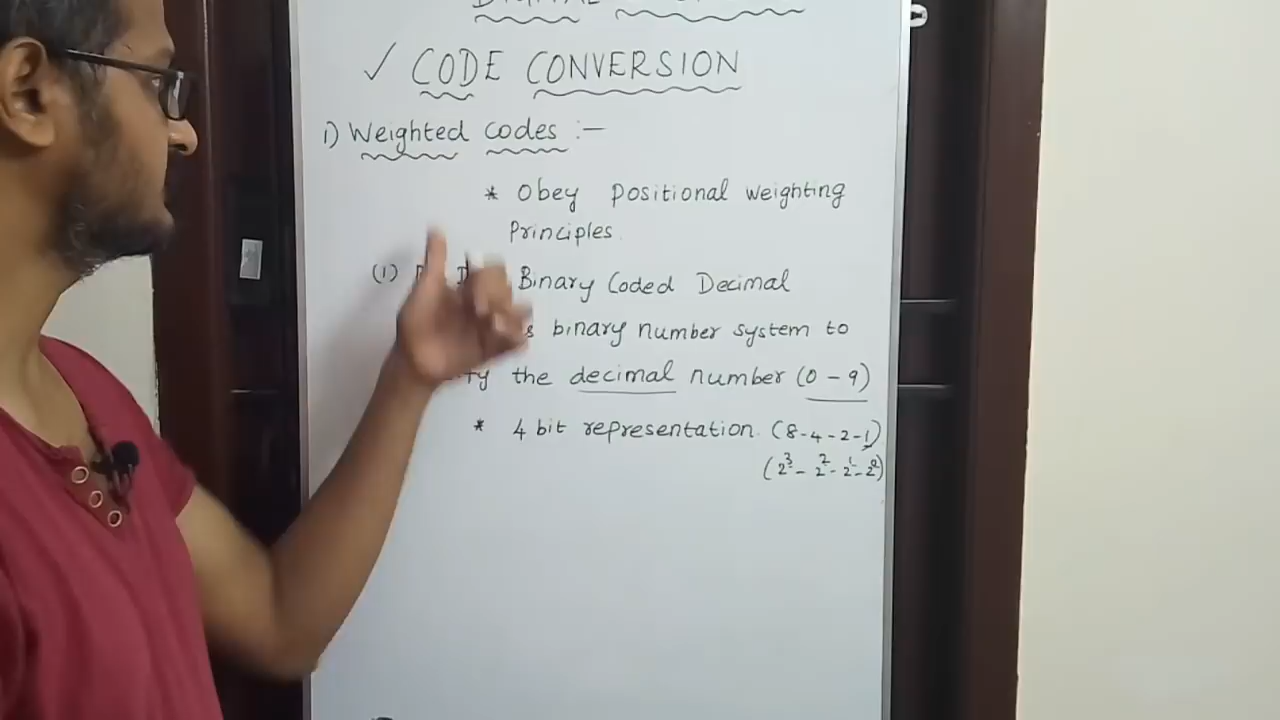 ✓ CODE CONVERSION
1) Weighted codes :-
* Obey positional weighting
Principles.
(1) Binary Coded Decimal
binary number system to
the decimal number (0 - 9)
* 4 bit representation (8-4-2-1)
(2³ - 2² - 2¹ - 2⁰)